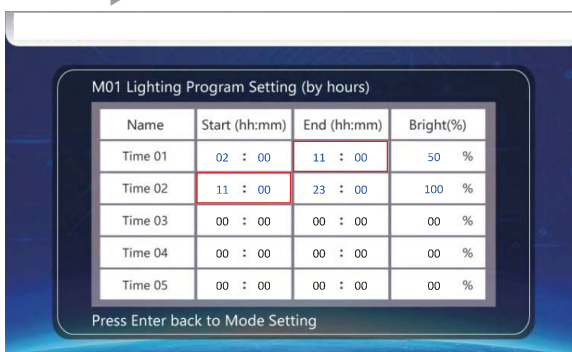 M01 Lighting Program Setting (by hours)
Name Start (hh:mm) End (hh:mm) Bright(%)
Time 01 02 : 00 11 : 00 50 %
Time 02 11 : 00 23 : 00 100 %
Time 03 00 : 00 00 : 00 00 %
Time 04 00 : 00 00 : 00 00 %
Time 05 00 : 00 00 : 00 00 %
Press Enter back to Mode Setting